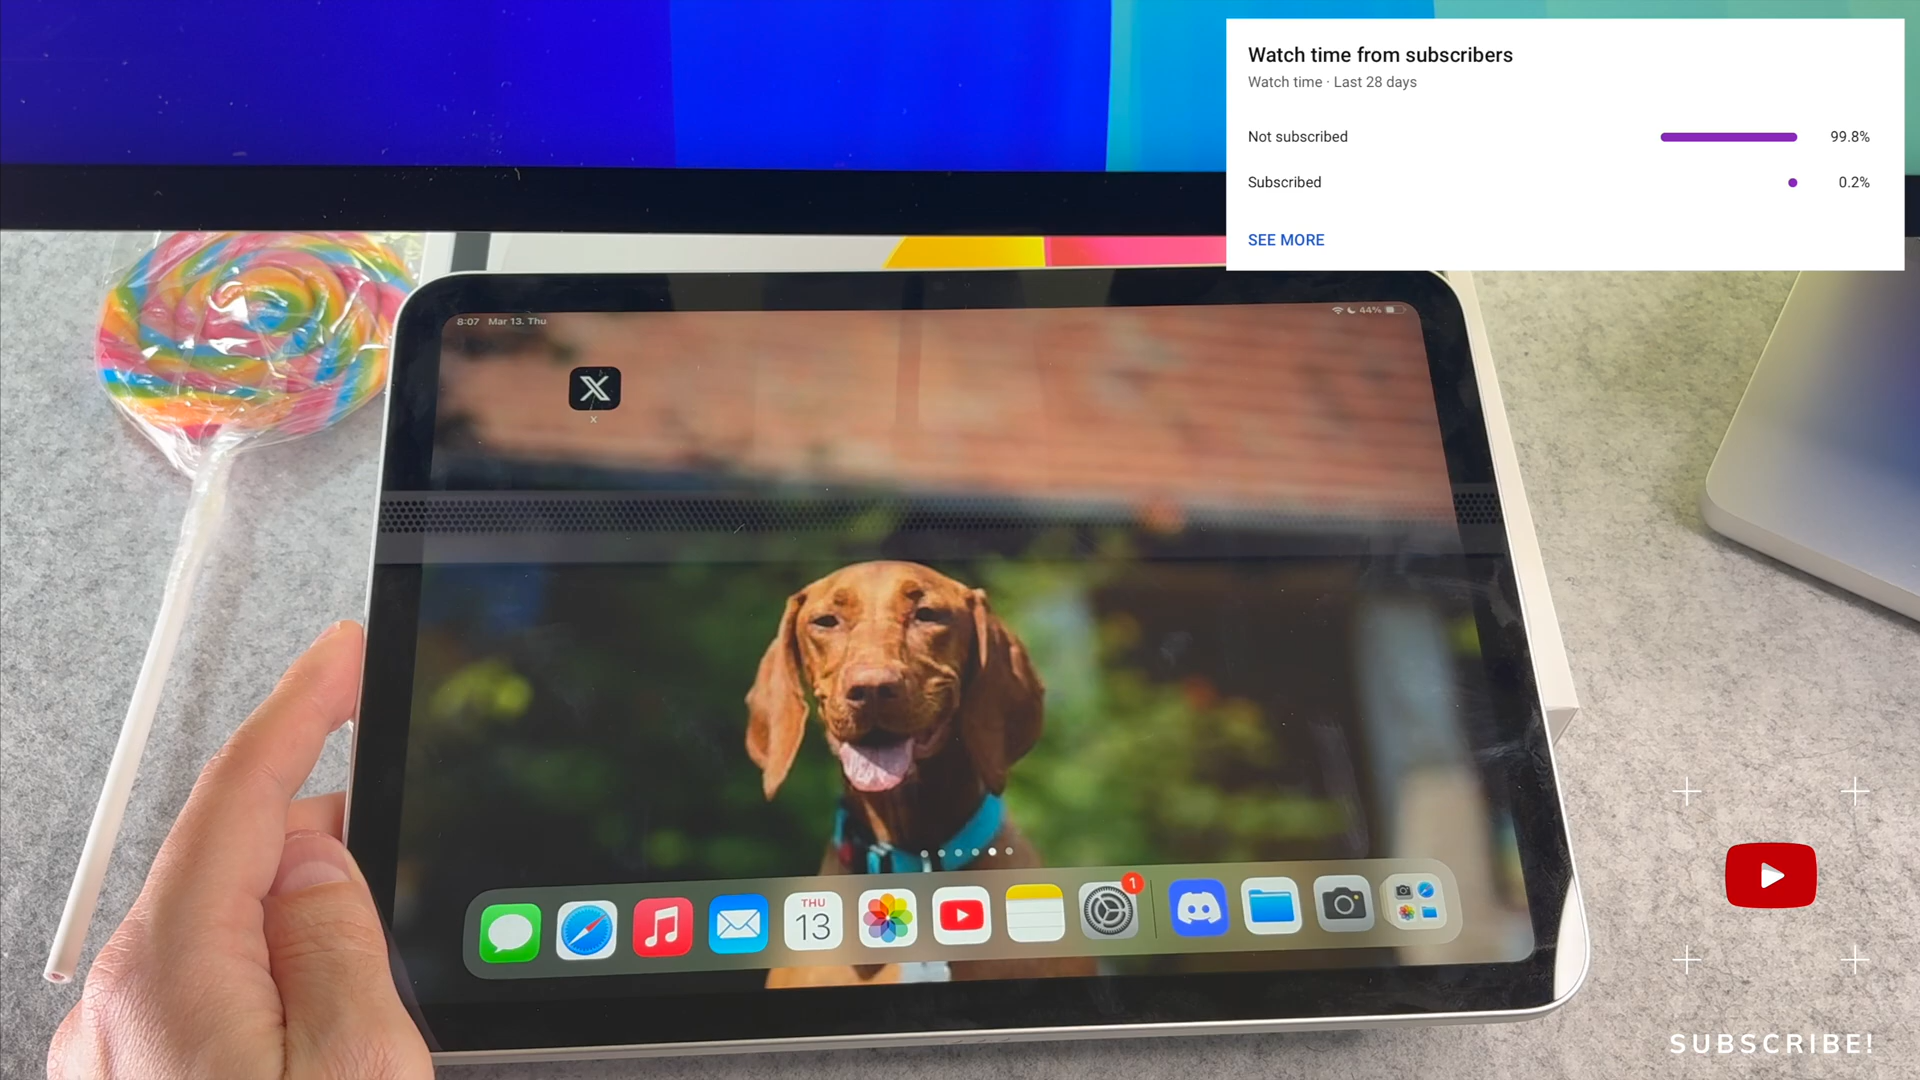 Watch time from subscribers
Watch time · Last 28 days
Not subscribed 99.8%
Subscribed 0.2%
SEE MORE
8:07 Mar 13. Thu
44%
X
1
THU
13
SUBSCRIBE!